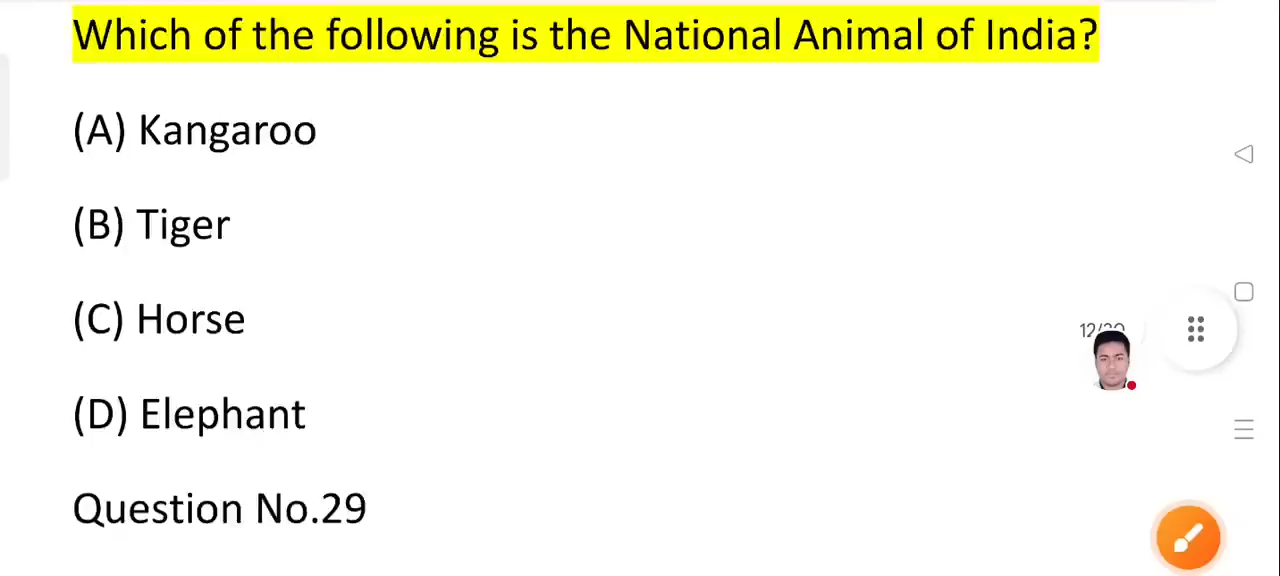 Which of the following is the National Animal of India?
(A) Kangaroo
(B) Tiger
(C) Horse
(D) Elephant
Question No.29